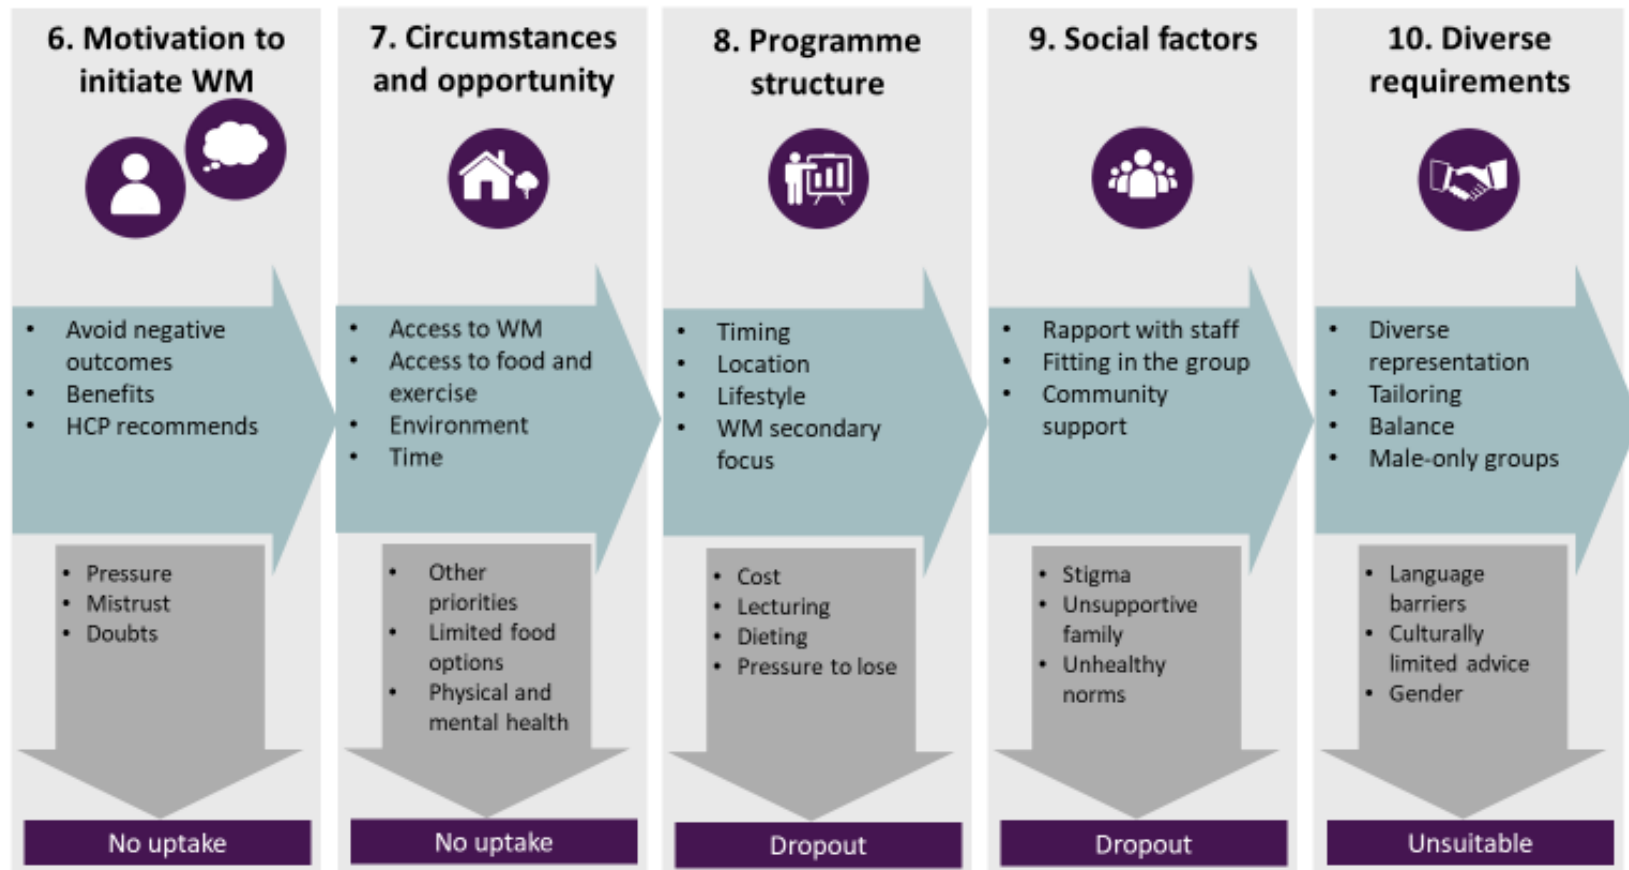 6. Motivation to
initiate WM
• Avoid negative
outcomes
• Benefits
• HCP recommends
• Pressure
• Mistrust
• Doubts
No uptake
7. Circumstances
and opportunity
• Access to WM
• Access to food and
exercise
• Environment
• Time
• Other
priorities
• Limited food
options
• Physical and
mental health
No uptake
8. Programme
structure
• Timing
• Location
• Lifestyle
• WM secondary
focus
• Cost
• Lecturing
• Dieting
• Pressure to lose
Dropout
9. Social factors
• Rapport with staff
• Fitting in the group
• Community
support
• Stigma
• Unsupportive
family
• Unhealthy
norms
Dropout
10. Diverse
requirements
• Diverse
representation
• Tailoring
• Balance
• Male-only groups
• Language
barriers
• Culturally
limited advice
• Gender
Unsuitable